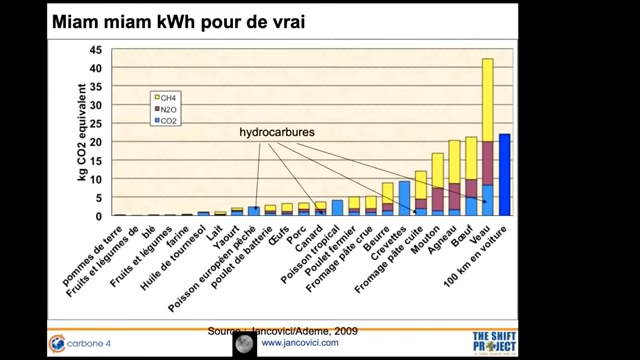 Miam miam kWh pour de vrai
45
40
35
30
25
20
15
10
5
0
kg CO2 equivalent
CH4
N2O
CO2
hydrocarbures
pommes de terre
Fruits et légumes de
blé
Fruits et légumes
farine
Huile de tournesol
Lait
Yaourt
Poisson européen pêché
poulet de batterie
Œufs
Porc
Canard
Poisson tropical
Poulet fermier
Fromage pâte crue
Beurre
Crevettes
Fromage pâte cuite
Mouton
Agneau
Bœuf
Veau
100 km en voiture
Source : Jancovici/Ademe, 2009
carbone 4
www.jancovici.com
THE SHIFT
PROJECT